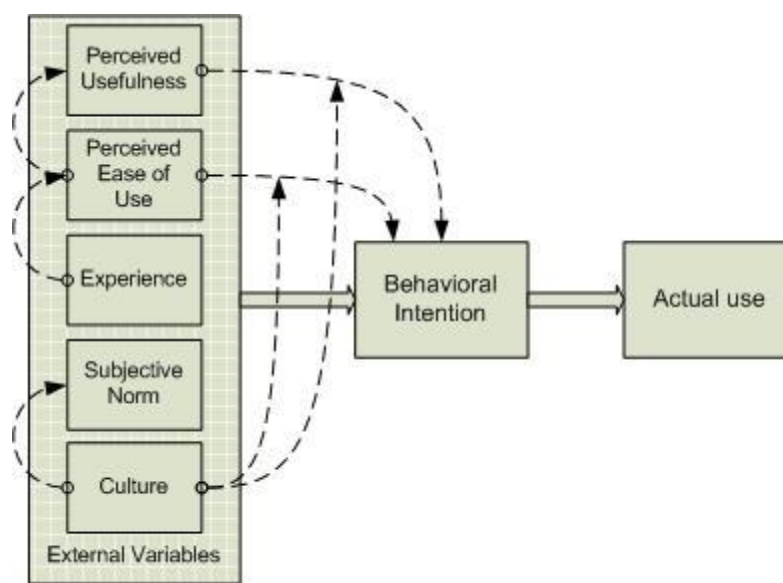 Perceived
Usefulness
Perceived
Ease of
Use
Experience
Subjective
Norm
Culture
External Variables
Behavioral
Intention
Actual use